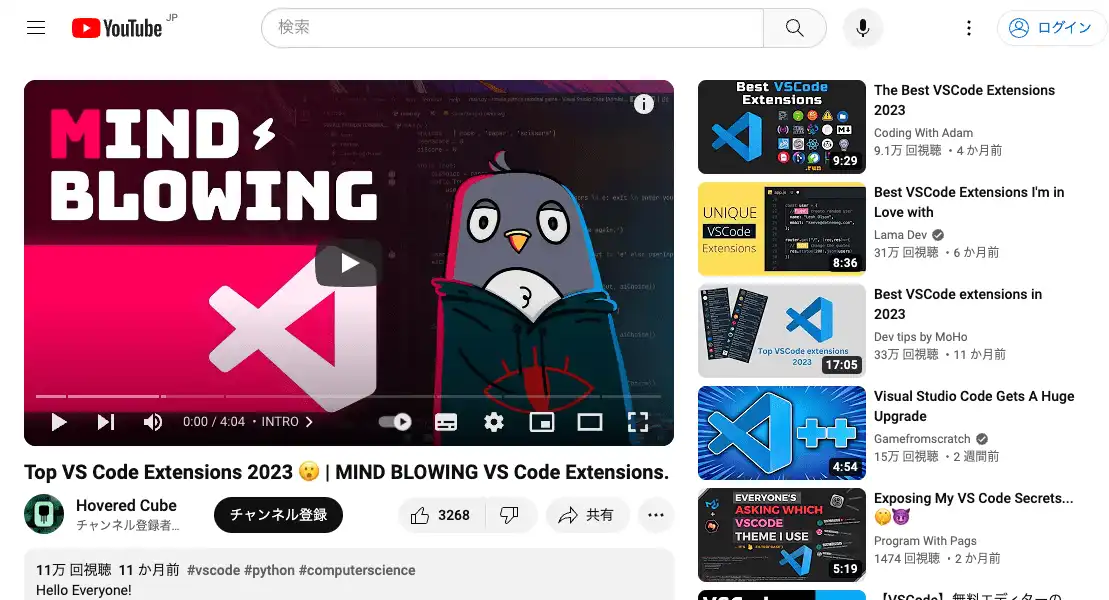 YouTube JP
検索
ログイン
MIND
BLOWING
0:00 / 4:04 ・ INTRO
Top VS Code Extensions 2023 😮 | MIND BLOWING VS Code Extensions.
Hovered Cube
チャンネル登録者…
チャンネル登録
3268
共有
11万 回視聴 11 か月前 #vscode #python #computerscience
Hello Everyone!
Best VSCode
Extensions
.run
9:29
The Best VSCode Extensions
2023
Coding With Adam
9.1万 回視聴 ・4 か月前
UNIQUE
VSCode
Extensions
8:36
Best VSCode Extensions I'm in
Love with
Lama Dev
31万 回視聴 ・6 か月前
Top VSCode extensions
2023
17:05
Best VSCode extensions in
2023
Dev tips by MoHo
33万 回視聴 ・11 か月前
++
4:54
Visual Studio Code Gets A Huge
Upgrade
Gamefromscratch
15万 回視聴 ・2 週間前
EVERYONE'S
ASKING WHICH
VSCODE
THEME I USE
5:19
Exposing My VS Code Secrets...
🤫😈
Program With Pags
1474 回視聴 ・2 か月前
【VSCode】無料エディターの